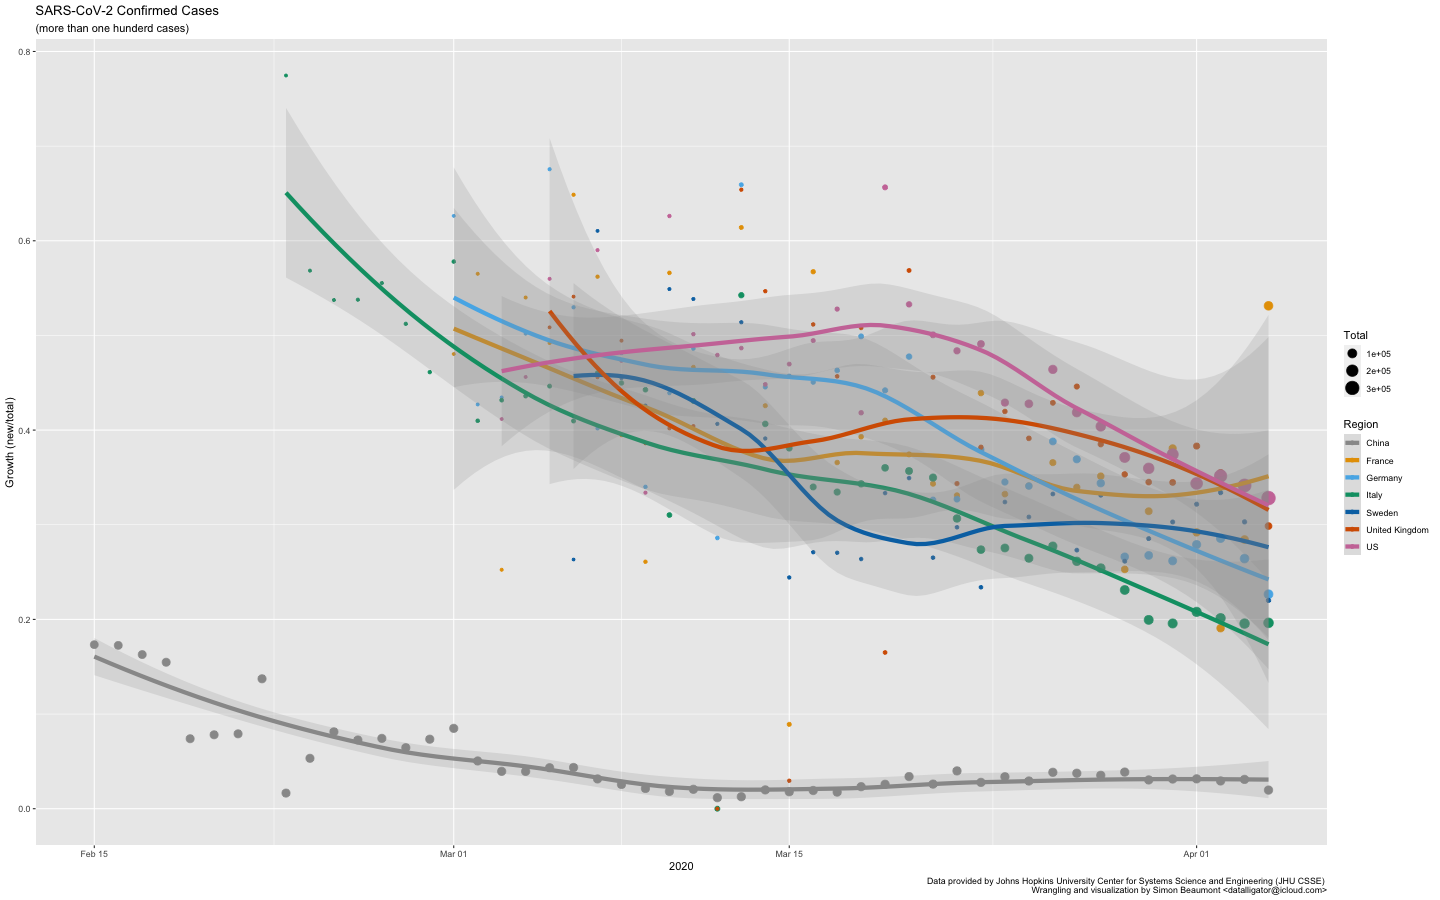 SARS-CoV-2 Confirmed Cases
(more than one hunderd cases)
Growth (new/total)
0.8
0.6
0.4
0.2
0.0
Feb 15
Mar 01
Mar 15
Apr 01
2020
Total
1e+05
2e+05
3e+05
Region
China
France
Germany
Italy
Sweden
United Kingdom
US
Data provided by Johns Hopkins University Center for Systems Science and Engineering (JHU CSSE)
Wrangling and visualization by Simon Beaumont <datalligator@icloud.com>